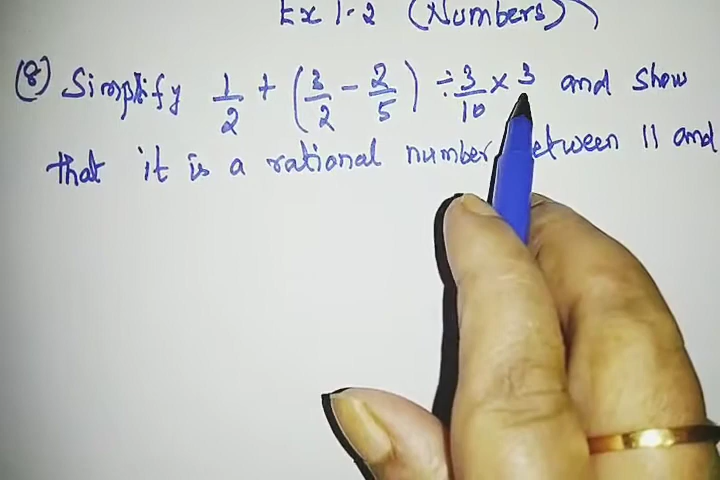 Ex 1.2 (Numbers)
(8) Simplify 1/2 + (3/2 - 2/5) ÷ 3/10 × 3 and show
that it is a rational number between 11 and